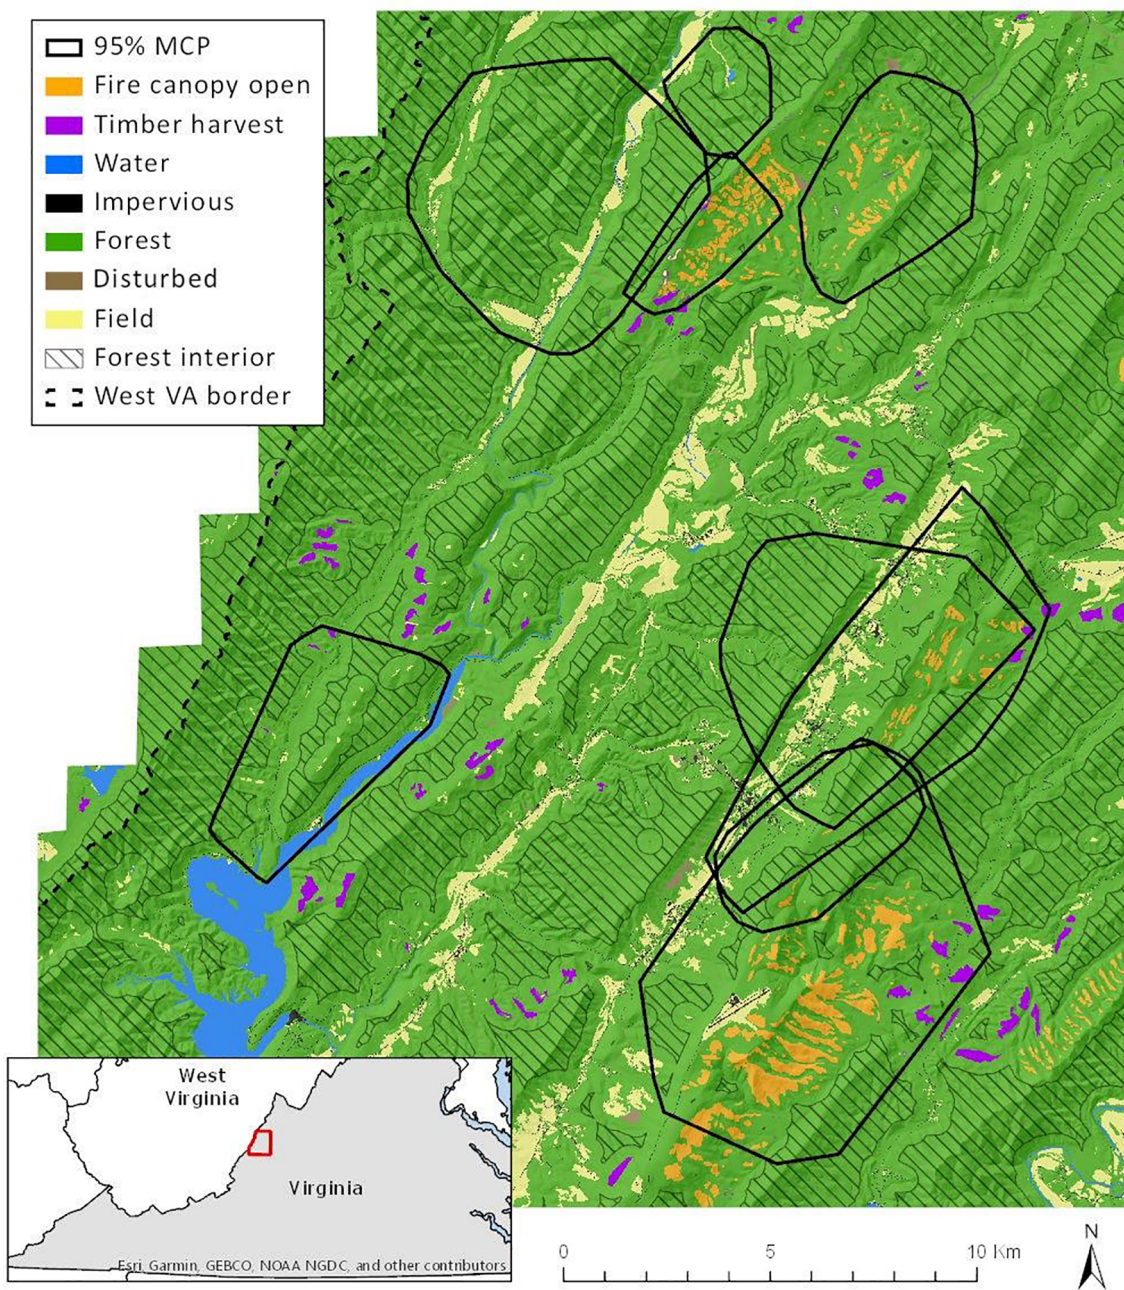 95% MCP
Fire canopy open
Timber harvest
Water
Impervious
Forest
Disturbed
Field
Forest interior
West VA border
West
Virginia
Virginia
Esri, Garmin, GEBCO, NOAA NGDC, and other contributors
0 5 10 Km
N